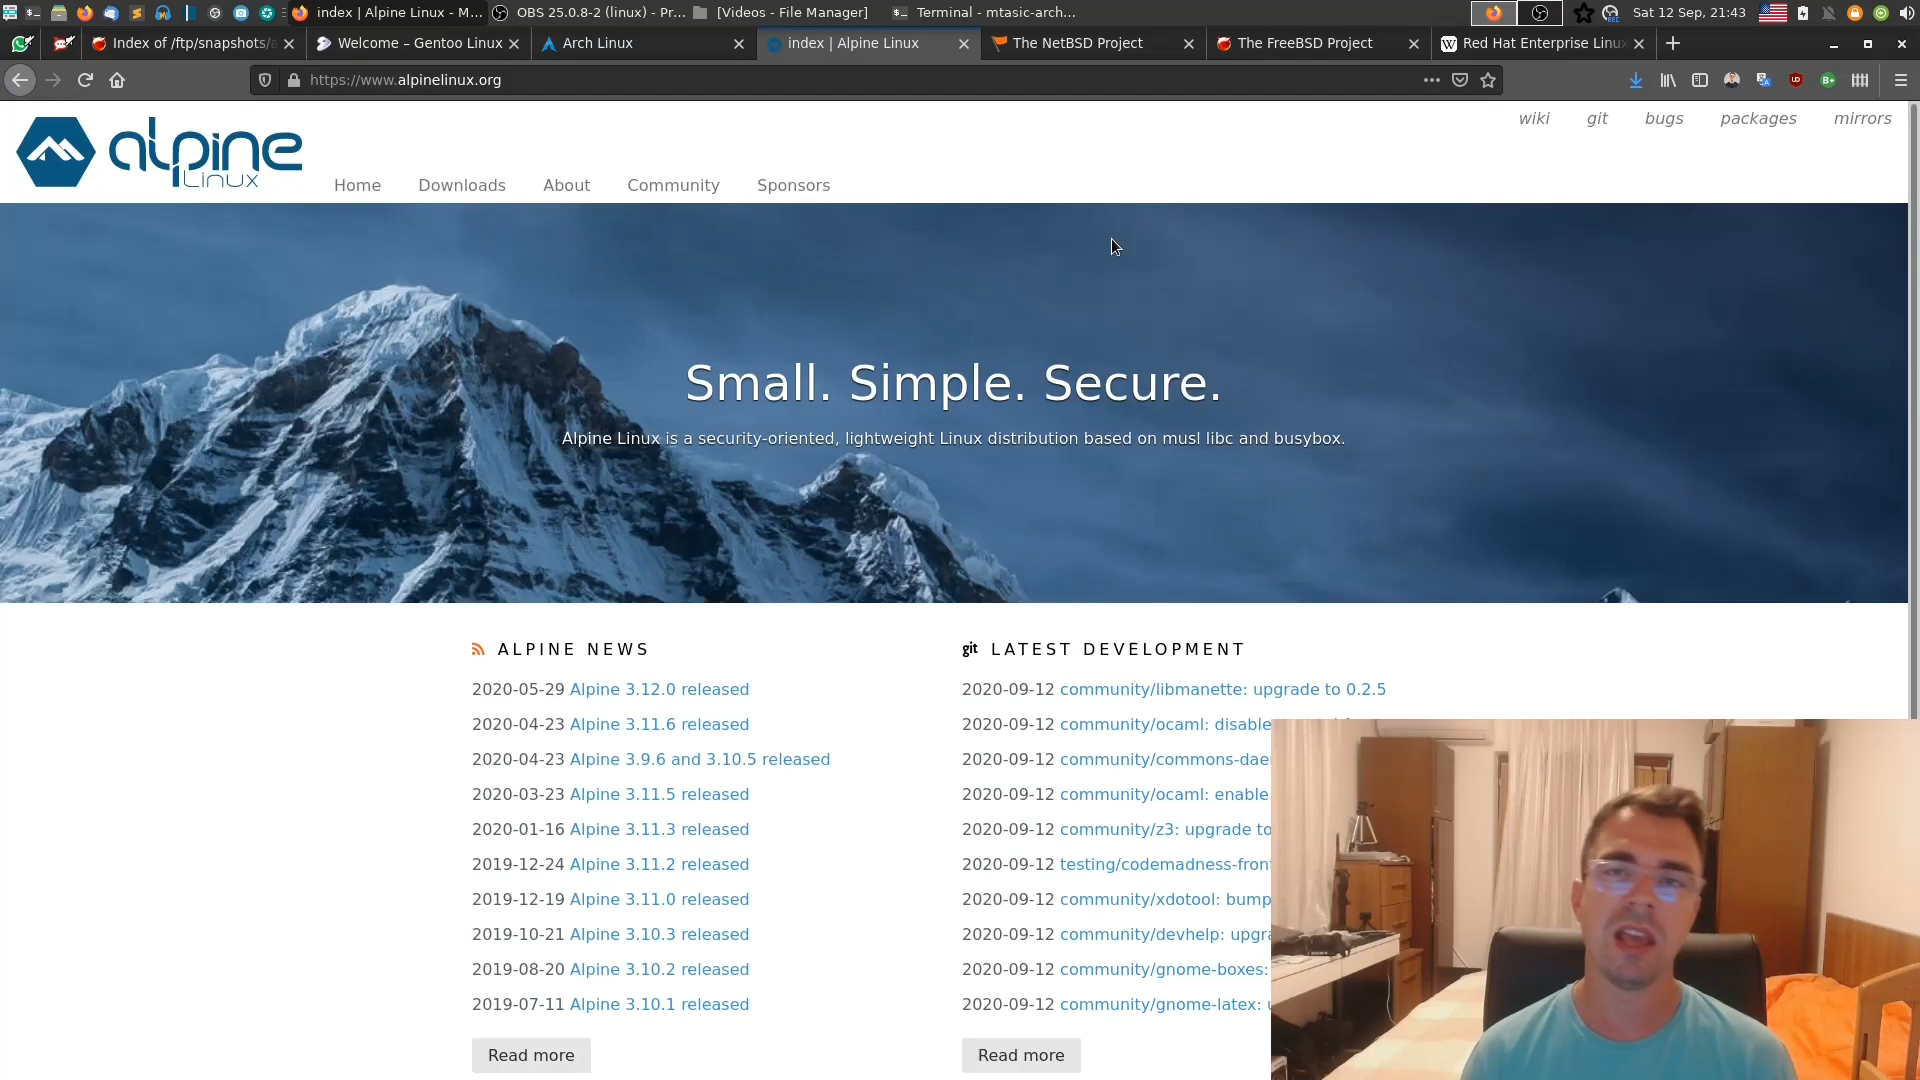 index | Alpine Linux - M...
OBS 25.0.8-2 (linux) - Pr...
[Videos - File Manager]
Terminal - mtasic-arch...
Sat 12 Sep, 21:43
Index of /ftp/snapshots/a
Welcome – Gentoo Linux
Arch Linux
index | Alpine Linux
The NetBSD Project
The FreeBSD Project
Red Hat Enterprise Linux
https://www.alpinelinux.org
wiki
git
bugs
packages
mirrors
alpine
Linux
Home
Downloads
About
Community
Sponsors
Small. Simple. Secure.
Alpine Linux is a security-oriented, lightweight Linux distribution based on musl libc and busybox.
ALPINE NEWS
2020-05-29 Alpine 3.12.0 released
2020-04-23 Alpine 3.11.6 released
2020-04-23 Alpine 3.9.6 and 3.10.5 released
2020-03-23 Alpine 3.11.5 released
2020-01-16 Alpine 3.11.3 released
2019-12-24 Alpine 3.11.2 released
2019-12-19 Alpine 3.11.0 released
2019-10-21 Alpine 3.10.3 released
2019-08-20 Alpine 3.10.2 released
2019-07-11 Alpine 3.10.1 released
Read more
git LATEST DEVELOPMENT
2020-09-12 community/libmanette: upgrade to 0.2.5
2020-09-12 community/ocaml: disable
2020-09-12 community/commons-dae
2020-09-12 community/ocaml: enable
2020-09-12 community/z3: upgrade to
2020-09-12 testing/codemadness-front
2020-09-12 community/xdotool: bump
2020-09-12 community/devhelp: upgra
2020-09-12 community/gnome-boxes:
2020-09-12 community/gnome-latex:
Read more